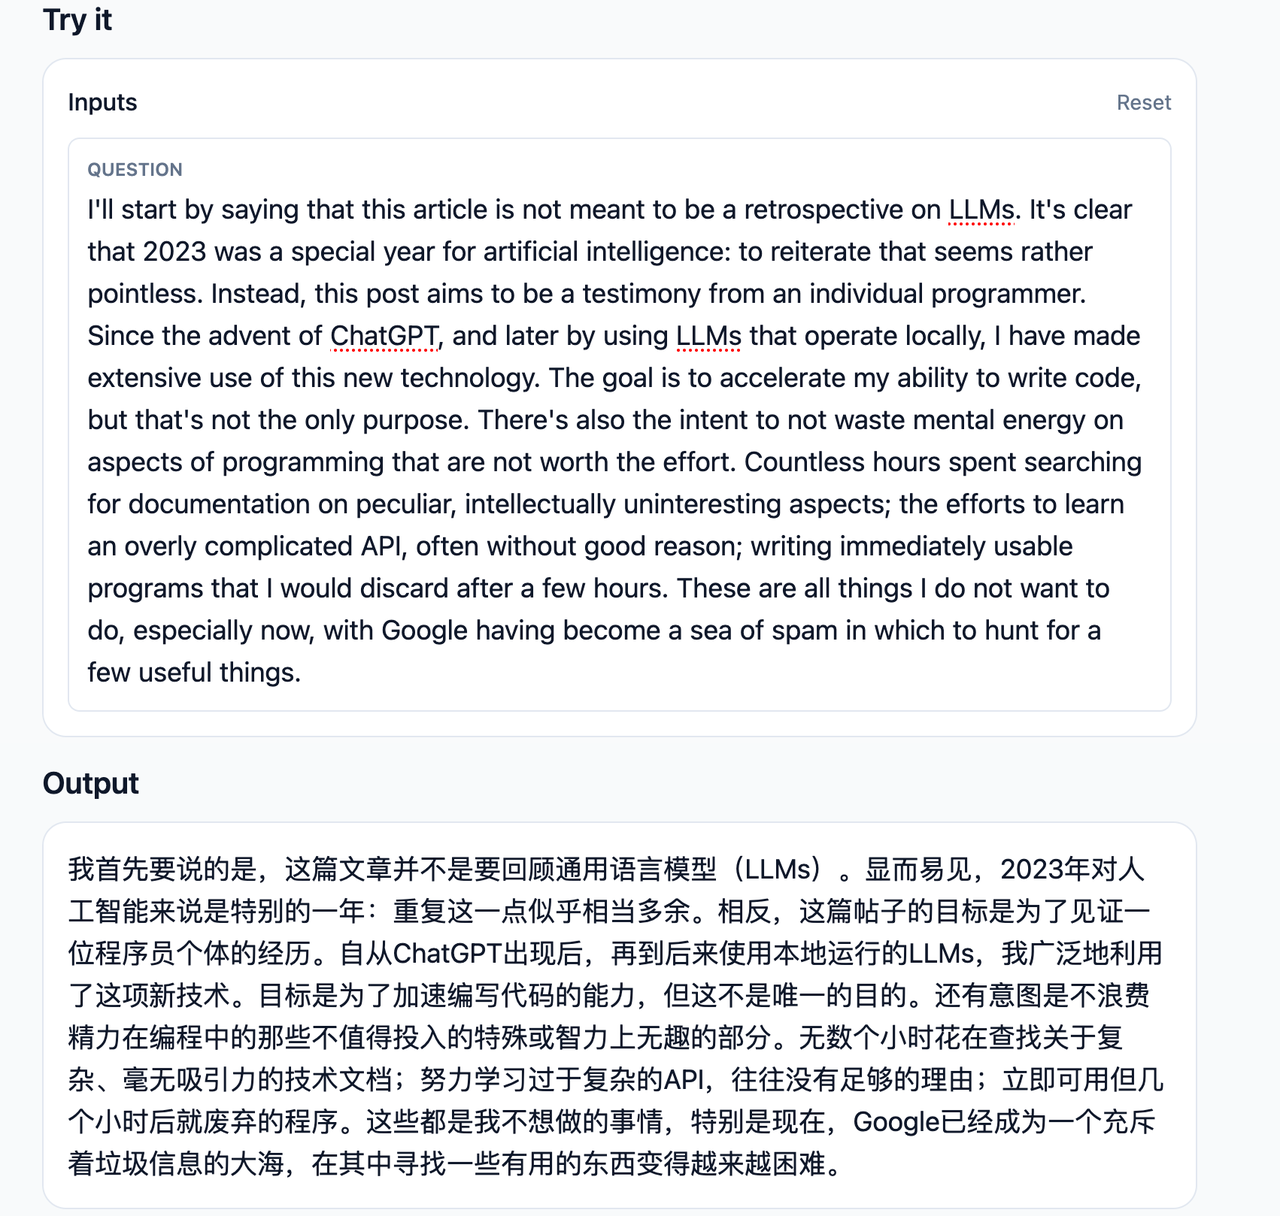 Try it
Inputs
Reset
QUESTION
I'll start by saying that this article is not meant to be a retrospective on LLMs. It's clear
that 2023 was a special year for artificial intelligence: to reiterate that seems rather
pointless. Instead, this post aims to be a testimony from an individual programmer.
Since the advent of ChatGPT, and later by using LLMs that operate locally, I have made
extensive use of this new technology. The goal is to accelerate my ability to write code,
but that's not the only purpose. There's also the intent to not waste mental energy on
aspects of programming that are not worth the effort. Countless hours spent searching
for documentation on peculiar, intellectually uninteresting aspects; the efforts to learn
an overly complicated API, often without good reason; writing immediately usable
programs that I would discard after a few hours. These are all things I do not want to
do, especially now, with Google having become a sea of spam in which to hunt for a
few useful things.
Output
我首先要说的是，这篇文章并不是要回顾通用语言模型（LLMs）。显而易见，2023年对人
工智能来说是特别的一年：重复这一点似乎相当多余。相反，这篇帖子的目标是为了见证一
位程序员个体的经历。自从ChatGPT出现后，再到后来使用本地运行的LLMs，我广泛地利用
了这项新技术。目标是为了加速编写代码的能力，但这不是唯一的目的。还有意图是不浪费
精力在编程中的那些不值得投入的特殊或智力上无趣的部分。无数个小时花在查找关于复
杂、毫无吸引力的技术文档；努力学习过于复杂的API，往往没有足够的理由；立即可用但几
个小时后就废弃的程序。这些都是我不想做的事情，特别是现在，Google已经成为一个充斥
着垃圾信息的大海，在其中寻找一些有用的东西变得越来越困难。